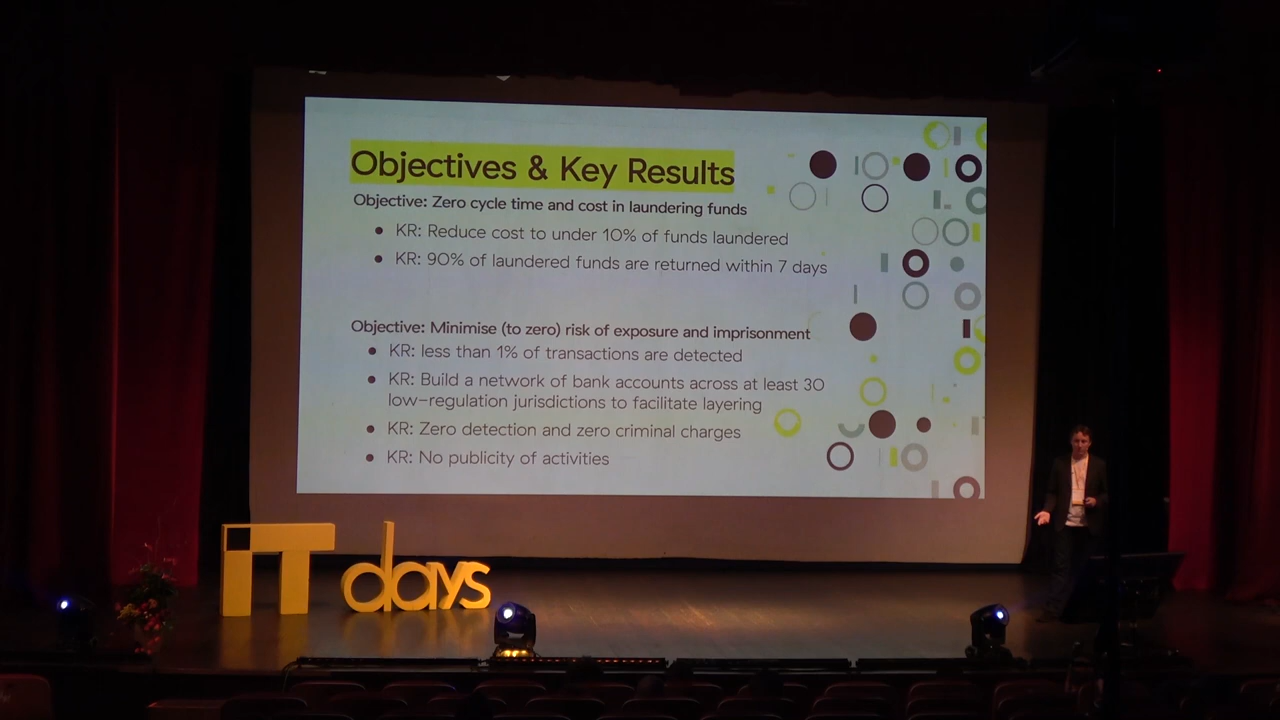 Objectives & Key Results
Objective: Zero cycle time and cost in laundering funds
• KR: Reduce cost to under 10% of funds laundered
• KR: 90% of laundered funds are returned within 7 days
Objective: Minimise (to zero) risk of exposure and imprisonment
• KR: less than 1% of transactions are detected
• KR: Build a network of bank accounts across at least 30
low-regulation jurisdictions to facilitate layering
• KR: Zero detection and zero criminal charges
• KR: No publicity of activities
iT days